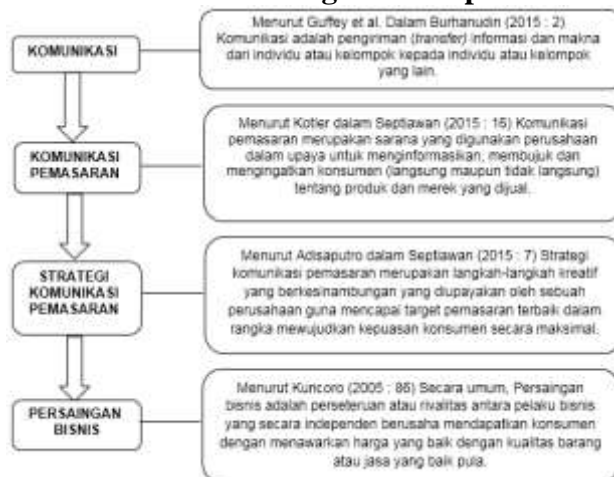 KOMUNIKASI
Menurut Guffey et al. Dalam Burhanudin (2015 : 2)
Komunikasi adalah pengiriman (transfer) informasi dan makna
dari individu atau kelompok kepada individu atau kelompok
yang lain.
KOMUNIKASI
PEMASARAN
Menurut Kotler dalam Septiawan (2015 : 16) Komunikasi
pemasaran merupakan sarana yang digunakan perusahaan
dalam upaya untuk menginformasikan, membujuk dan
mengingatkan konsumen (langsung maupun tidak langsung)
tentang produk dan merek yang dijual.
STRATEGI
KOMUNIKASI
PEMASARAN
Menurut Adisaputro dalam Septiawan (2015 : 7) Strategi
komunikasi pemasaran merupakan langkah-langkah kreatif
yang berkesinambungan yang diupayakan oleh sebuah
perusahaan guna mencapai target pemasaran terbaik dalam
rangka mewujudkan kepuasan konsumen secara maksimal.
PERSAINGAN
BISNIS
Menurut Kuncoro (2005 : 86) Secara umum, Persaingan
bisnis adalah perseteruan atau rivalitas antara pelaku bisnis
yang secara independen berusaha mendapatkan konsumen
dengan menawarkan harga yang baik dengan kualitas barang
atau jasa yang baik pula.